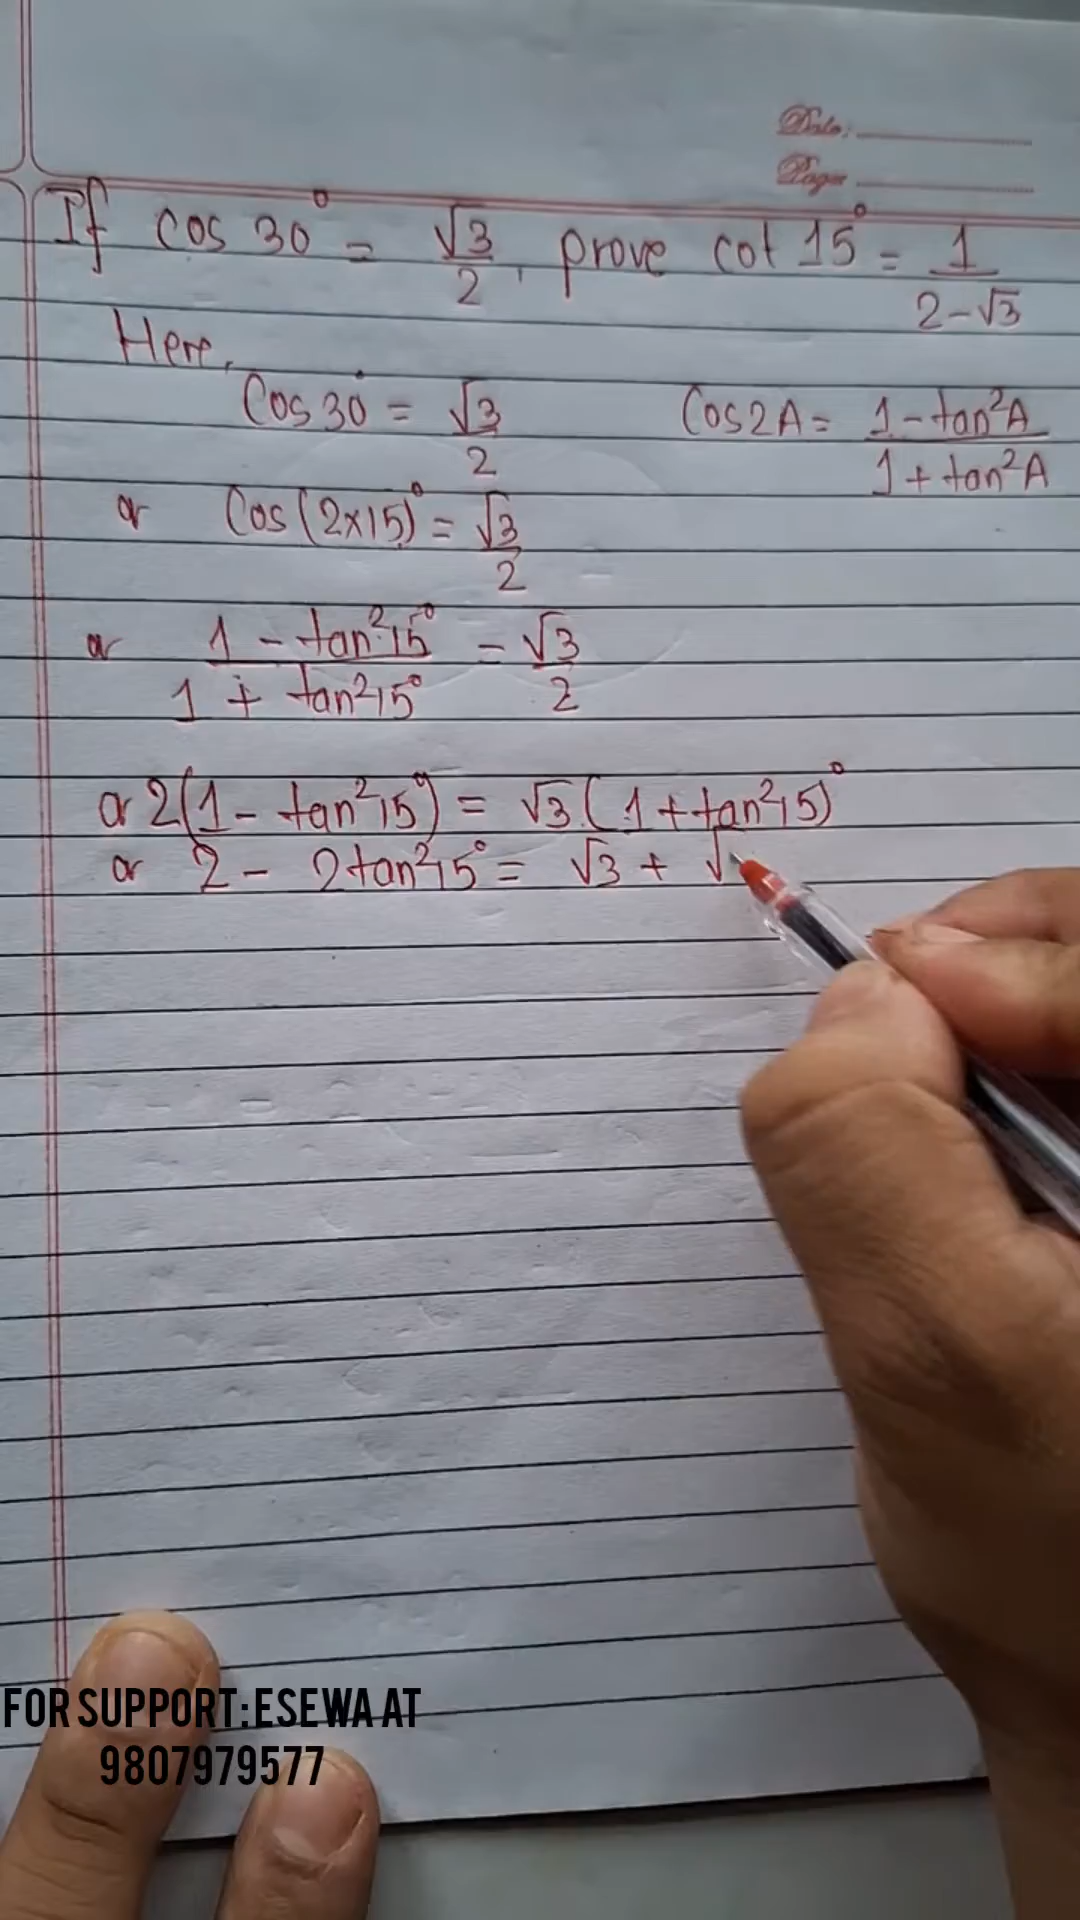 Date:
Page
If cos 30° = √3/2, prove cot 15° = 1/(2-√3)
Here,
Cos 30° = √3/2
Cos2A = (1-tan²A)/(1+tan²A)
or Cos(2×15)° = √3/2
or (1 - tan²15°)/(1 + tan²15°) = √3/2
or 2(1 - tan²15°) = √3(1+tan²15)°
or 2 - 2tan²15° = √3 + √
FOR SUPPORT: ESEWA AT
9807979577